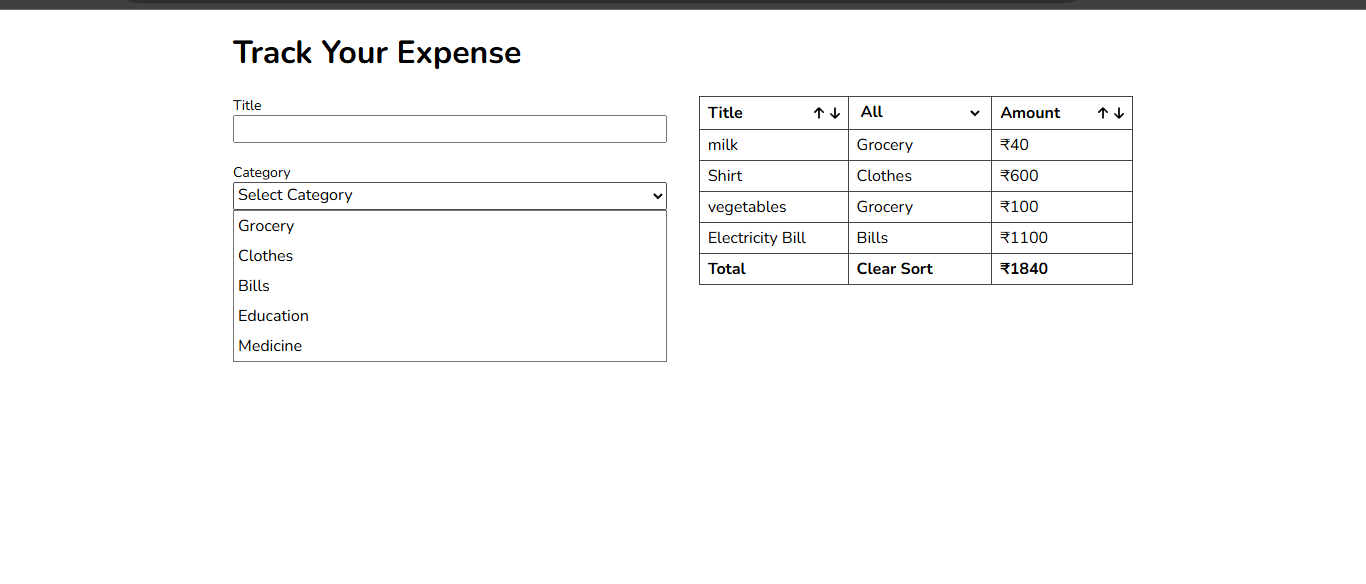 Track Your Expense
Title
Category
Select Category
Grocery
Clothes
Bills
Education
Medicine
Title ↑↓ All Amount ↑↓
milk Grocery ₹40
Shirt Clothes ₹600
vegetables Grocery ₹100
Electricity Bill Bills ₹1100
Total Clear Sort ₹1840